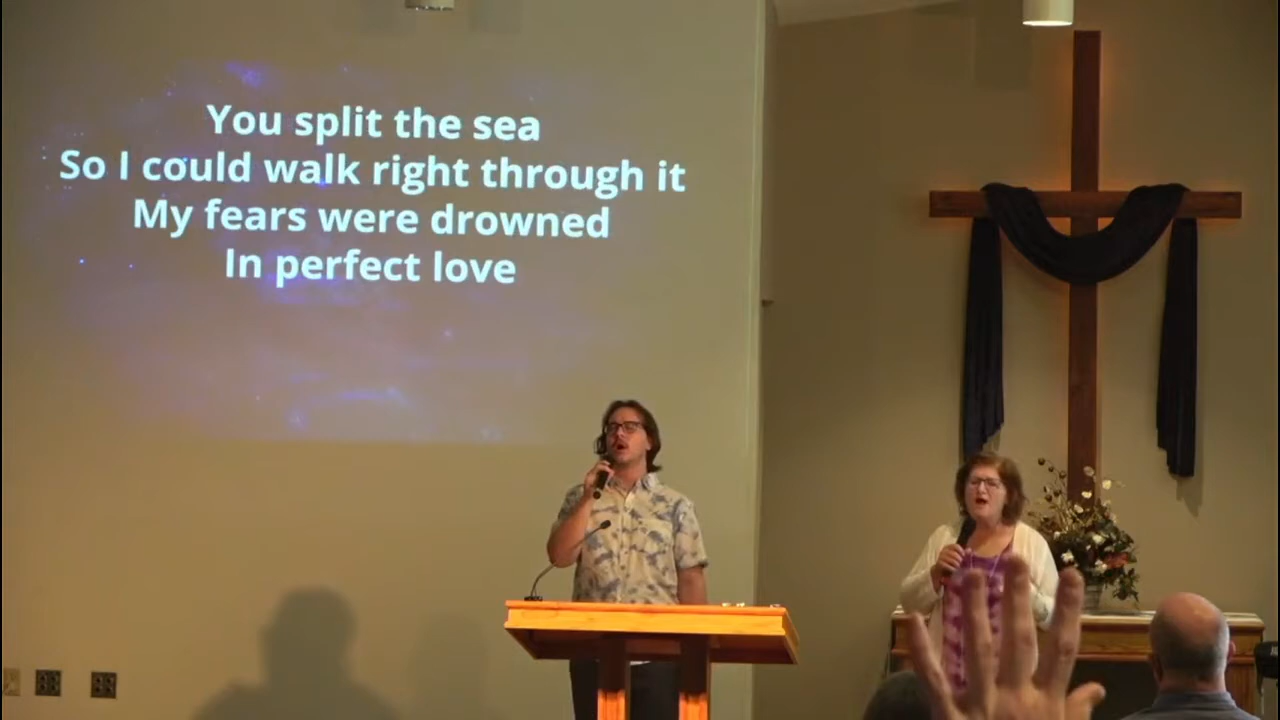 You split the sea
So I could walk right through it
My fears were drowned
In perfect love